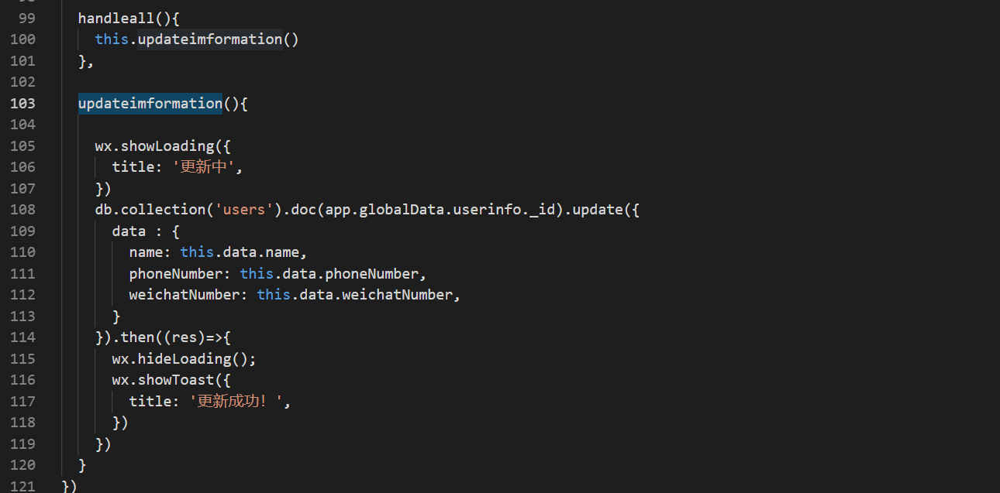 98
99 handleall(){
100 this.updateimformation()
101 },
102
103 updateimformation(){
104
105 wx.showLoading({
106 title: '更新中',
107 })
108 db.collection('users').doc(app.globalData.userinfo._id).update({
109 data : {
110 name: this.data.name,
111 phoneNumber: this.data.phoneNumber,
112 weichatNumber: this.data.weichatNumber,
113 }
114 }).then((res)=>{
115 wx.hideLoading();
116 wx.showToast({
117 title: '更新成功！',
118 })
119 })
120 }
121 })